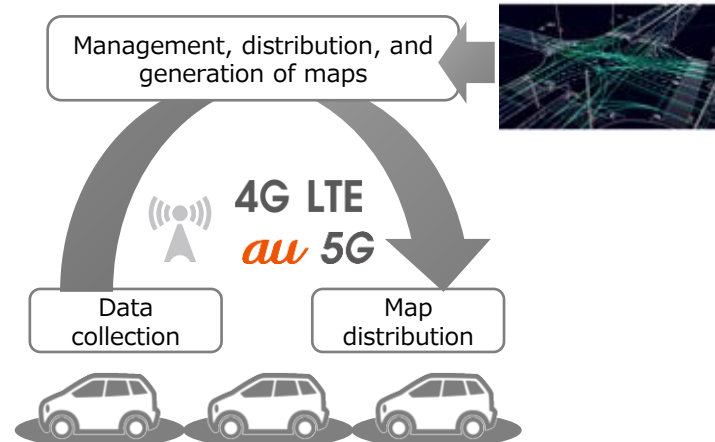 Management, distribution, and
generation of maps
4G LTE
au 5G
Data
collection
Map
distribution